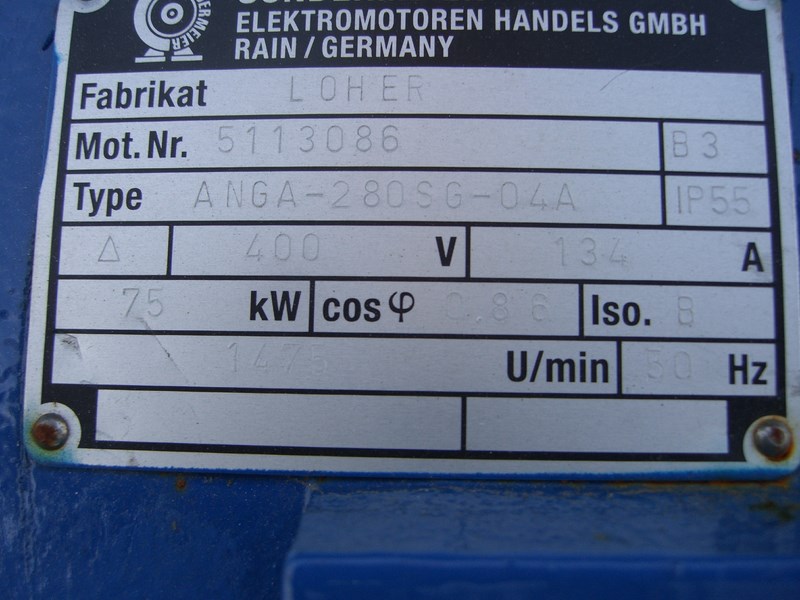 ELEKTROMOTOREN HANDELS GMBH
RAIN / GERMANY
Fabrikat LOHER
Mot. Nr. 5113086 B3
Type ANGA-280SG-04A IP55
Δ 400 V 134 A
75 kW cos φ 0.86 Iso. B
1475 U/min 50 Hz